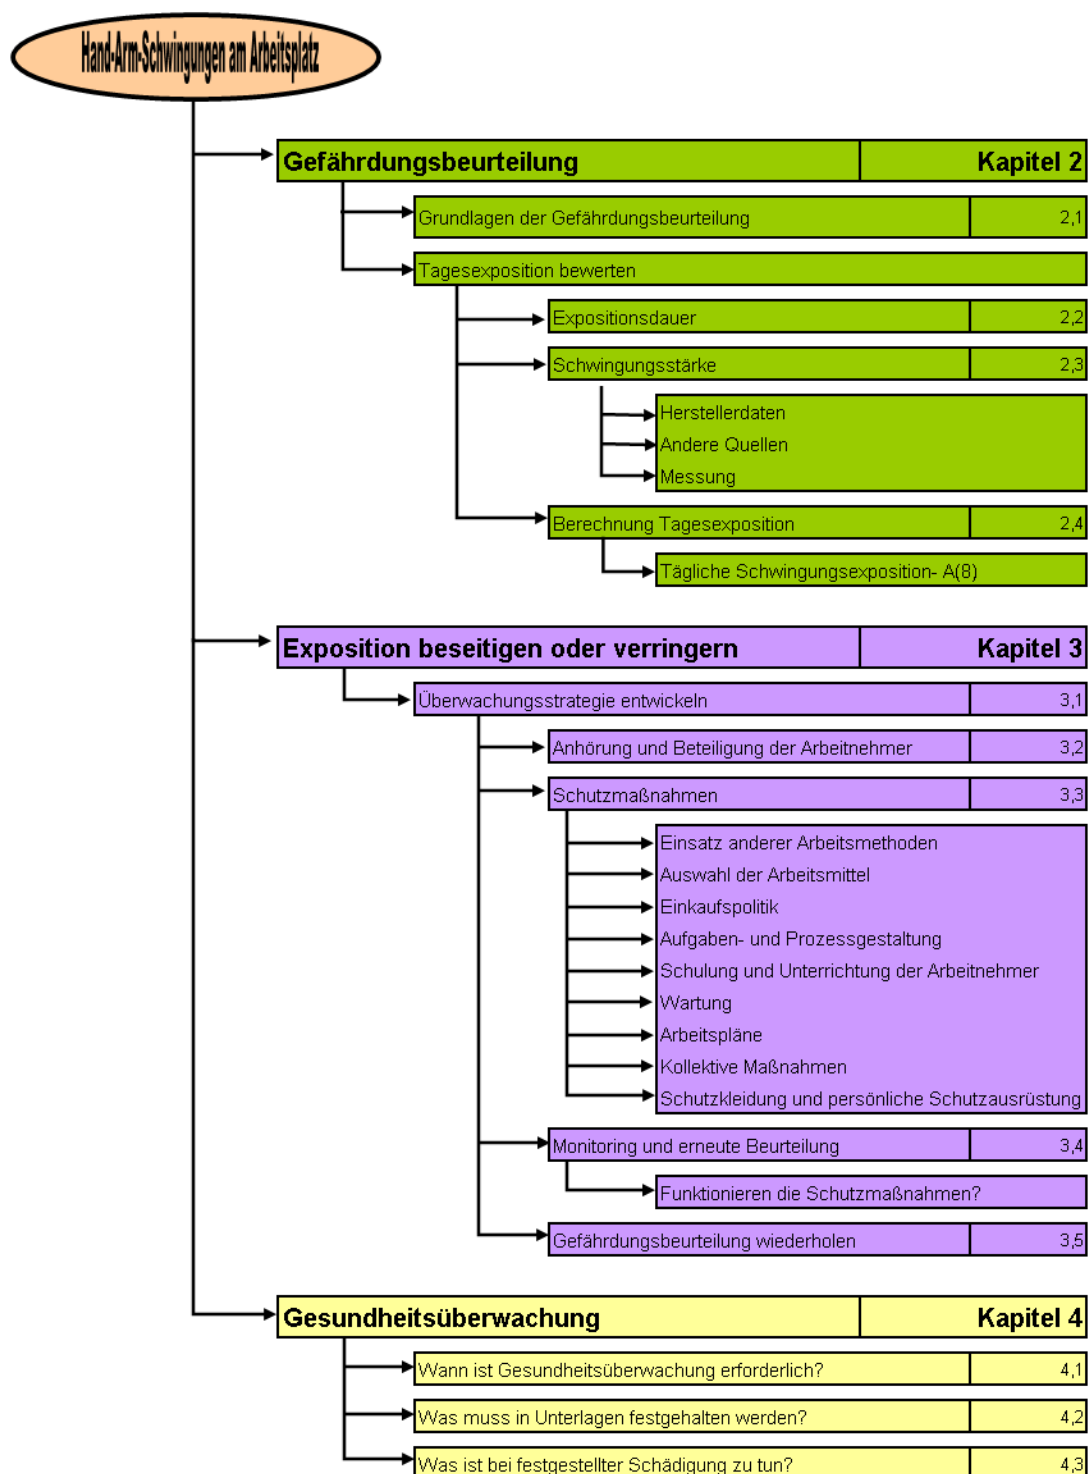 Hand-Arm-Schwingungen am Arbeitsplatz
Gefährdungsbeurteilung Kapitel 2
Grundlagen der Gefährdungsbeurteilung 2,1
Tagesexposition bewerten
Expositionsdauer 2,2
Schwingungsstärke 2,3
Herstellerdaten
Andere Quellen
Messung
Berechnung Tagesexposition 2,4
Tägliche Schwingungsexposition- A(8)
Exposition beseitigen oder verringern Kapitel 3
Überwachungsstrategie entwickeln 3,1
Anhörung und Beteiligung der Arbeitnehmer 3,2
Schutzmaßnahmen 3,3
Einsatz anderer Arbeitsmethoden
Auswahl der Arbeitsmittel
Einkaufspolitik
Aufgaben- und Prozessgestaltung
Schulung und Unterrichtung der Arbeitnehmer
Wartung
Arbeitspläne
Kollektive Maßnahmen
Schutzkleidung und persönliche Schutzausrüstung
Monitoring und erneute Beurteilung 3,4
Funktionieren die Schutzmaßnahmen?
Gefährdungsbeurteilung wiederholen 3,5
Gesundheitsüberwachung Kapitel 4
Wann ist Gesundheitsüberwachung erforderlich? 4,1
Was muss in Unterlagen festgehalten werden? 4,2
Was ist bei festgestellter Schädigung zu tun? 4,3